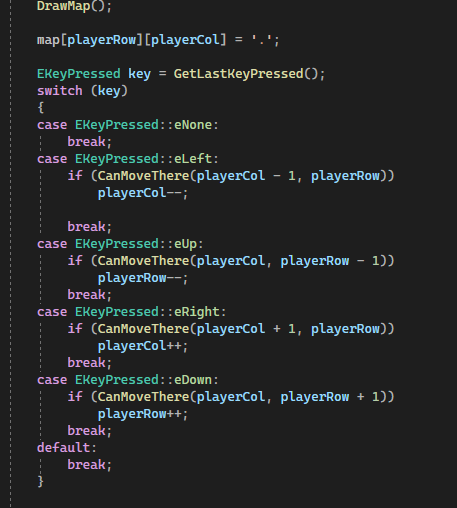 DrawMap();
map[playerRow][playerCol] = '.';
EKeyPressed key = GetLastKeyPressed();
switch (key)
{
case EKeyPressed::eNone:
break;
case EKeyPressed::eLeft:
if (CanMoveThere(playerCol - 1, playerRow))
playerCol--;
break;
case EKeyPressed::eUp:
if (CanMoveThere(playerCol, playerRow - 1))
playerRow--;
break;
case EKeyPressed::eRight:
if (CanMoveThere(playerCol + 1, playerRow))
playerCol++;
break;
case EKeyPressed::eDown:
if (CanMoveThere(playerCol, playerRow + 1))
playerRow++;
break;
default:
break;
}